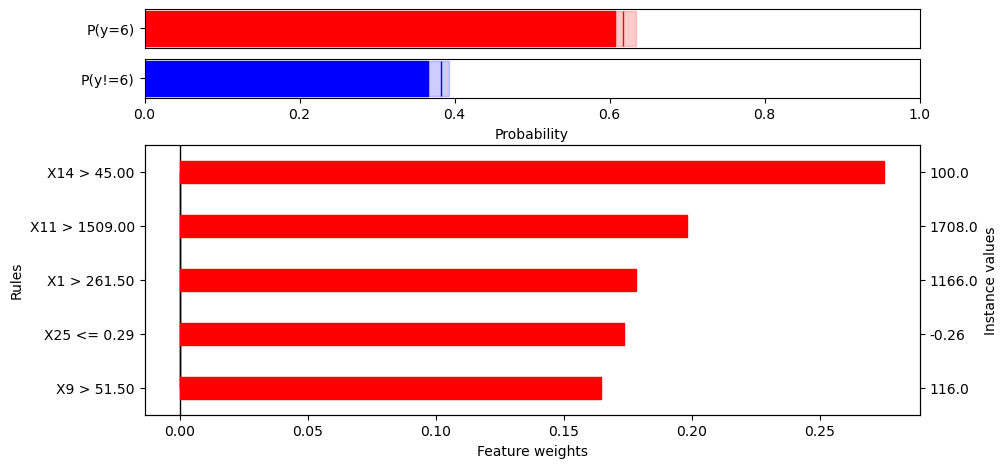 P(y=6)
P(y!=6)
0.0 0.2 0.4 0.6 0.8 1.0
Probability
Rules
X14 > 45.00 100.0
X11 > 1509.00 1708.0
X1 > 261.50 1166.0
X25 <= 0.29 -0.26
X9 > 51.50 116.0
Instance values
0.00 0.05 0.10 0.15 0.20 0.25
Feature weights